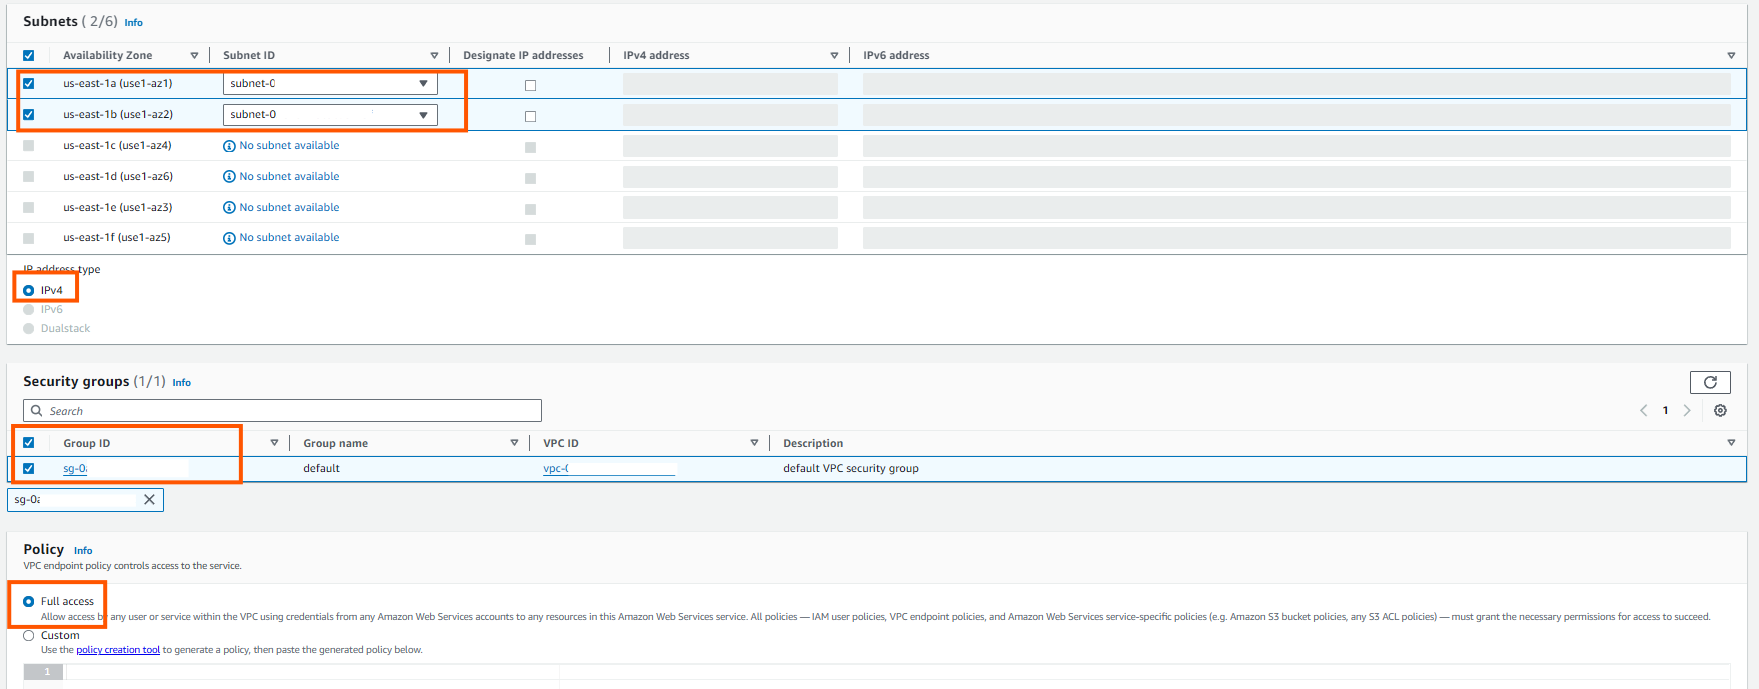 Subnets (2/6) Info
Availability Zone Subnet ID Designate IP addresses IPv4 address IPv6 address
us-east-1a (use1-az1) subnet-0
us-east-1b (use1-az2) subnet-0
us-east-1c (use1-az4) No subnet available
us-east-1d (use1-az6) No subnet available
us-east-1e (use1-az3) No subnet available
us-east-1f (use1-az5) No subnet available
IP address type
IPv4
IPv6
Dualstack
Security groups (1/1) Info
Search
1
Group ID Group name VPC ID Description
sg-0 default vpc-0 default VPC security group
sg-0
Policy Info
VPC endpoint policy controls access to the service.
Full access
Allow access by any user or service within the VPC using credentials from any Amazon Web Services accounts to any resources in this Amazon Web Services service. All policies — IAM user policies, VPC endpoint policies, and Amazon Web Services service-specific policies (e.g. Amazon S3 bucket policies, any S3 ACL policies) — must grant the necessary permissions for access to succeed.
Custom
Use the policy creation tool to generate a policy, then paste the generated policy below.
1